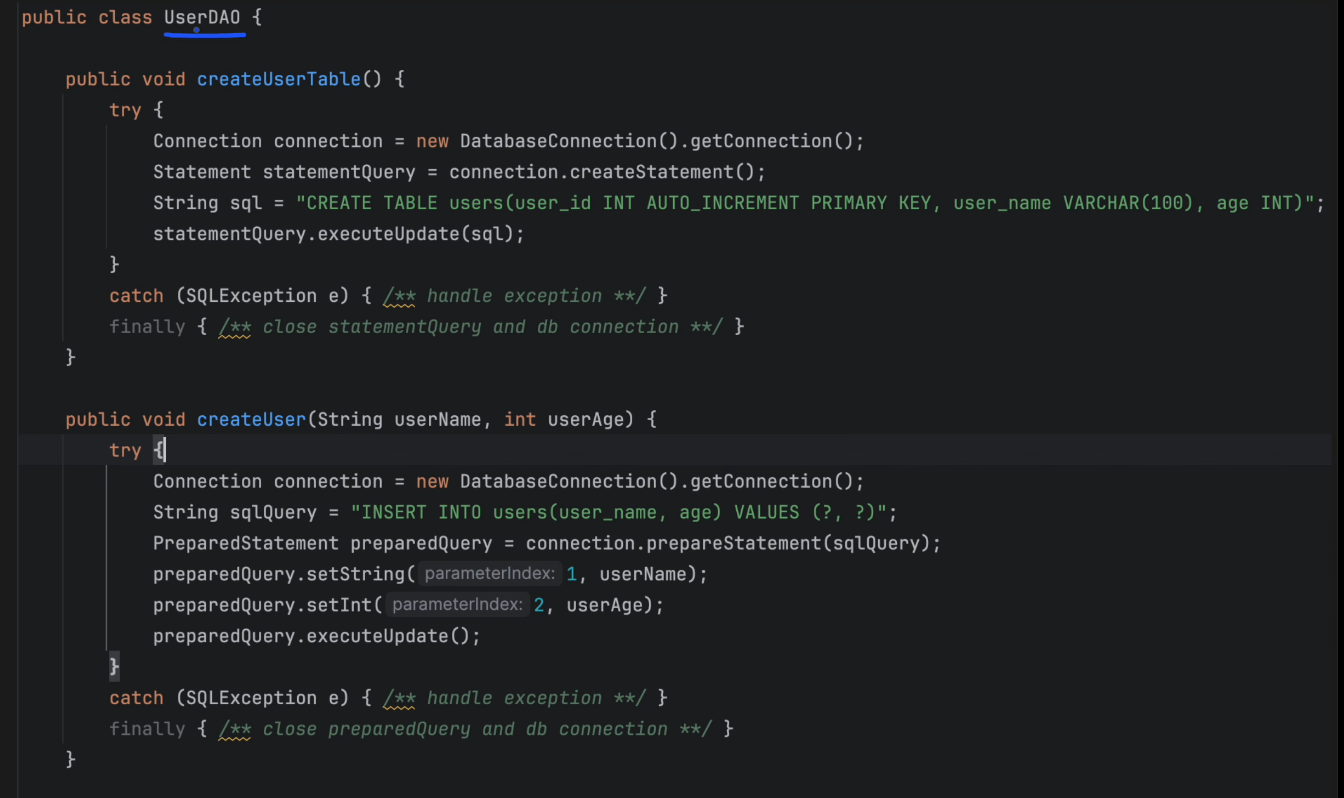 public class UserDAO {
public void createUserTable() {
try {
Connection connection = new DatabaseConnection().getConnection();
Statement statementQuery = connection.createStatement();
String sql = "CREATE TABLE users(user_id INT AUTO_INCREMENT PRIMARY KEY, user_name VARCHAR(100), age INT)";
statementQuery.executeUpdate(sql);
}
catch (SQLException e) { /** handle exception **/ }
finally { /** close statementQuery and db connection **/ }
}
public void createUser(String userName, int userAge) {
try {
Connection connection = new DatabaseConnection().getConnection();
String sqlQuery = "INSERT INTO users(user_name, age) VALUES (?, ?)";
PreparedStatement preparedQuery = connection.prepareStatement(sqlQuery);
preparedQuery.setString( parameterIndex: 1, userName);
preparedQuery.setInt( parameterIndex: 2, userAge);
preparedQuery.executeUpdate();
}
catch (SQLException e) { /** handle exception **/ }
finally { /** close preparedQuery and db connection **/ }
}